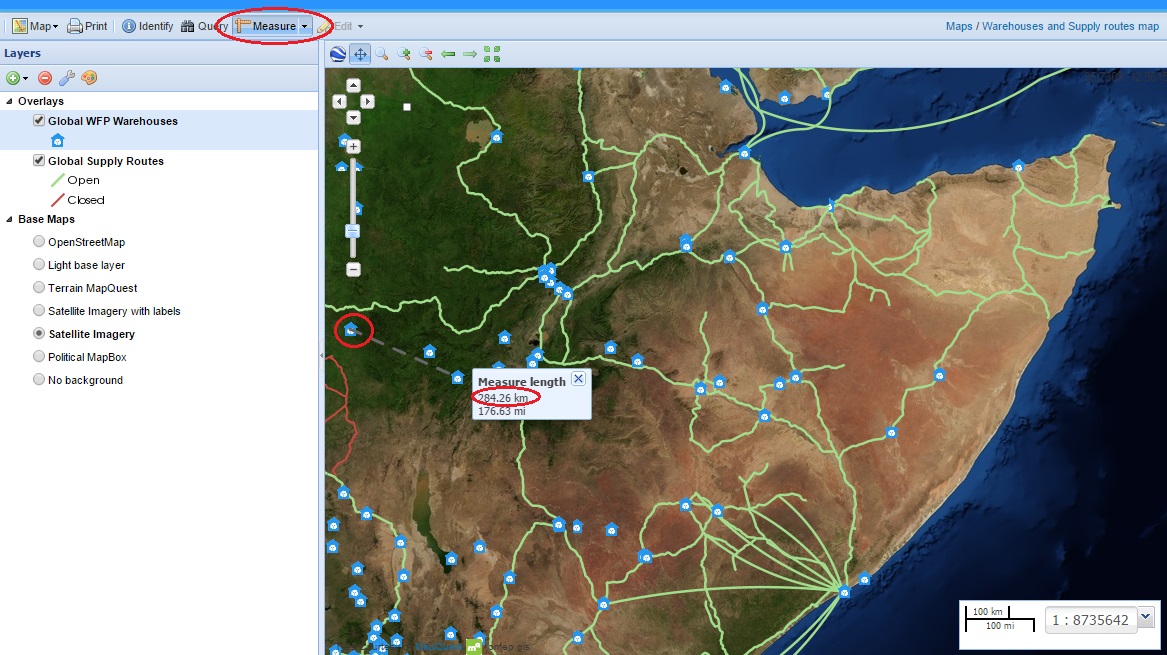 Map Print Identify Query Measure Edit
Maps / Warehouses and Supply routes map
Layers
Overlays
Global WFP Warehouses
Global Supply Routes
Open
Closed
Base Maps
OpenStreetMap
Light base layer
Terrain MapQuest
Satellite Imagery with labels
Satellite Imagery
Political MapBox
No background
Measure length
284.26 km
176.63 mi
100 km
100 mi
1 : 8735642